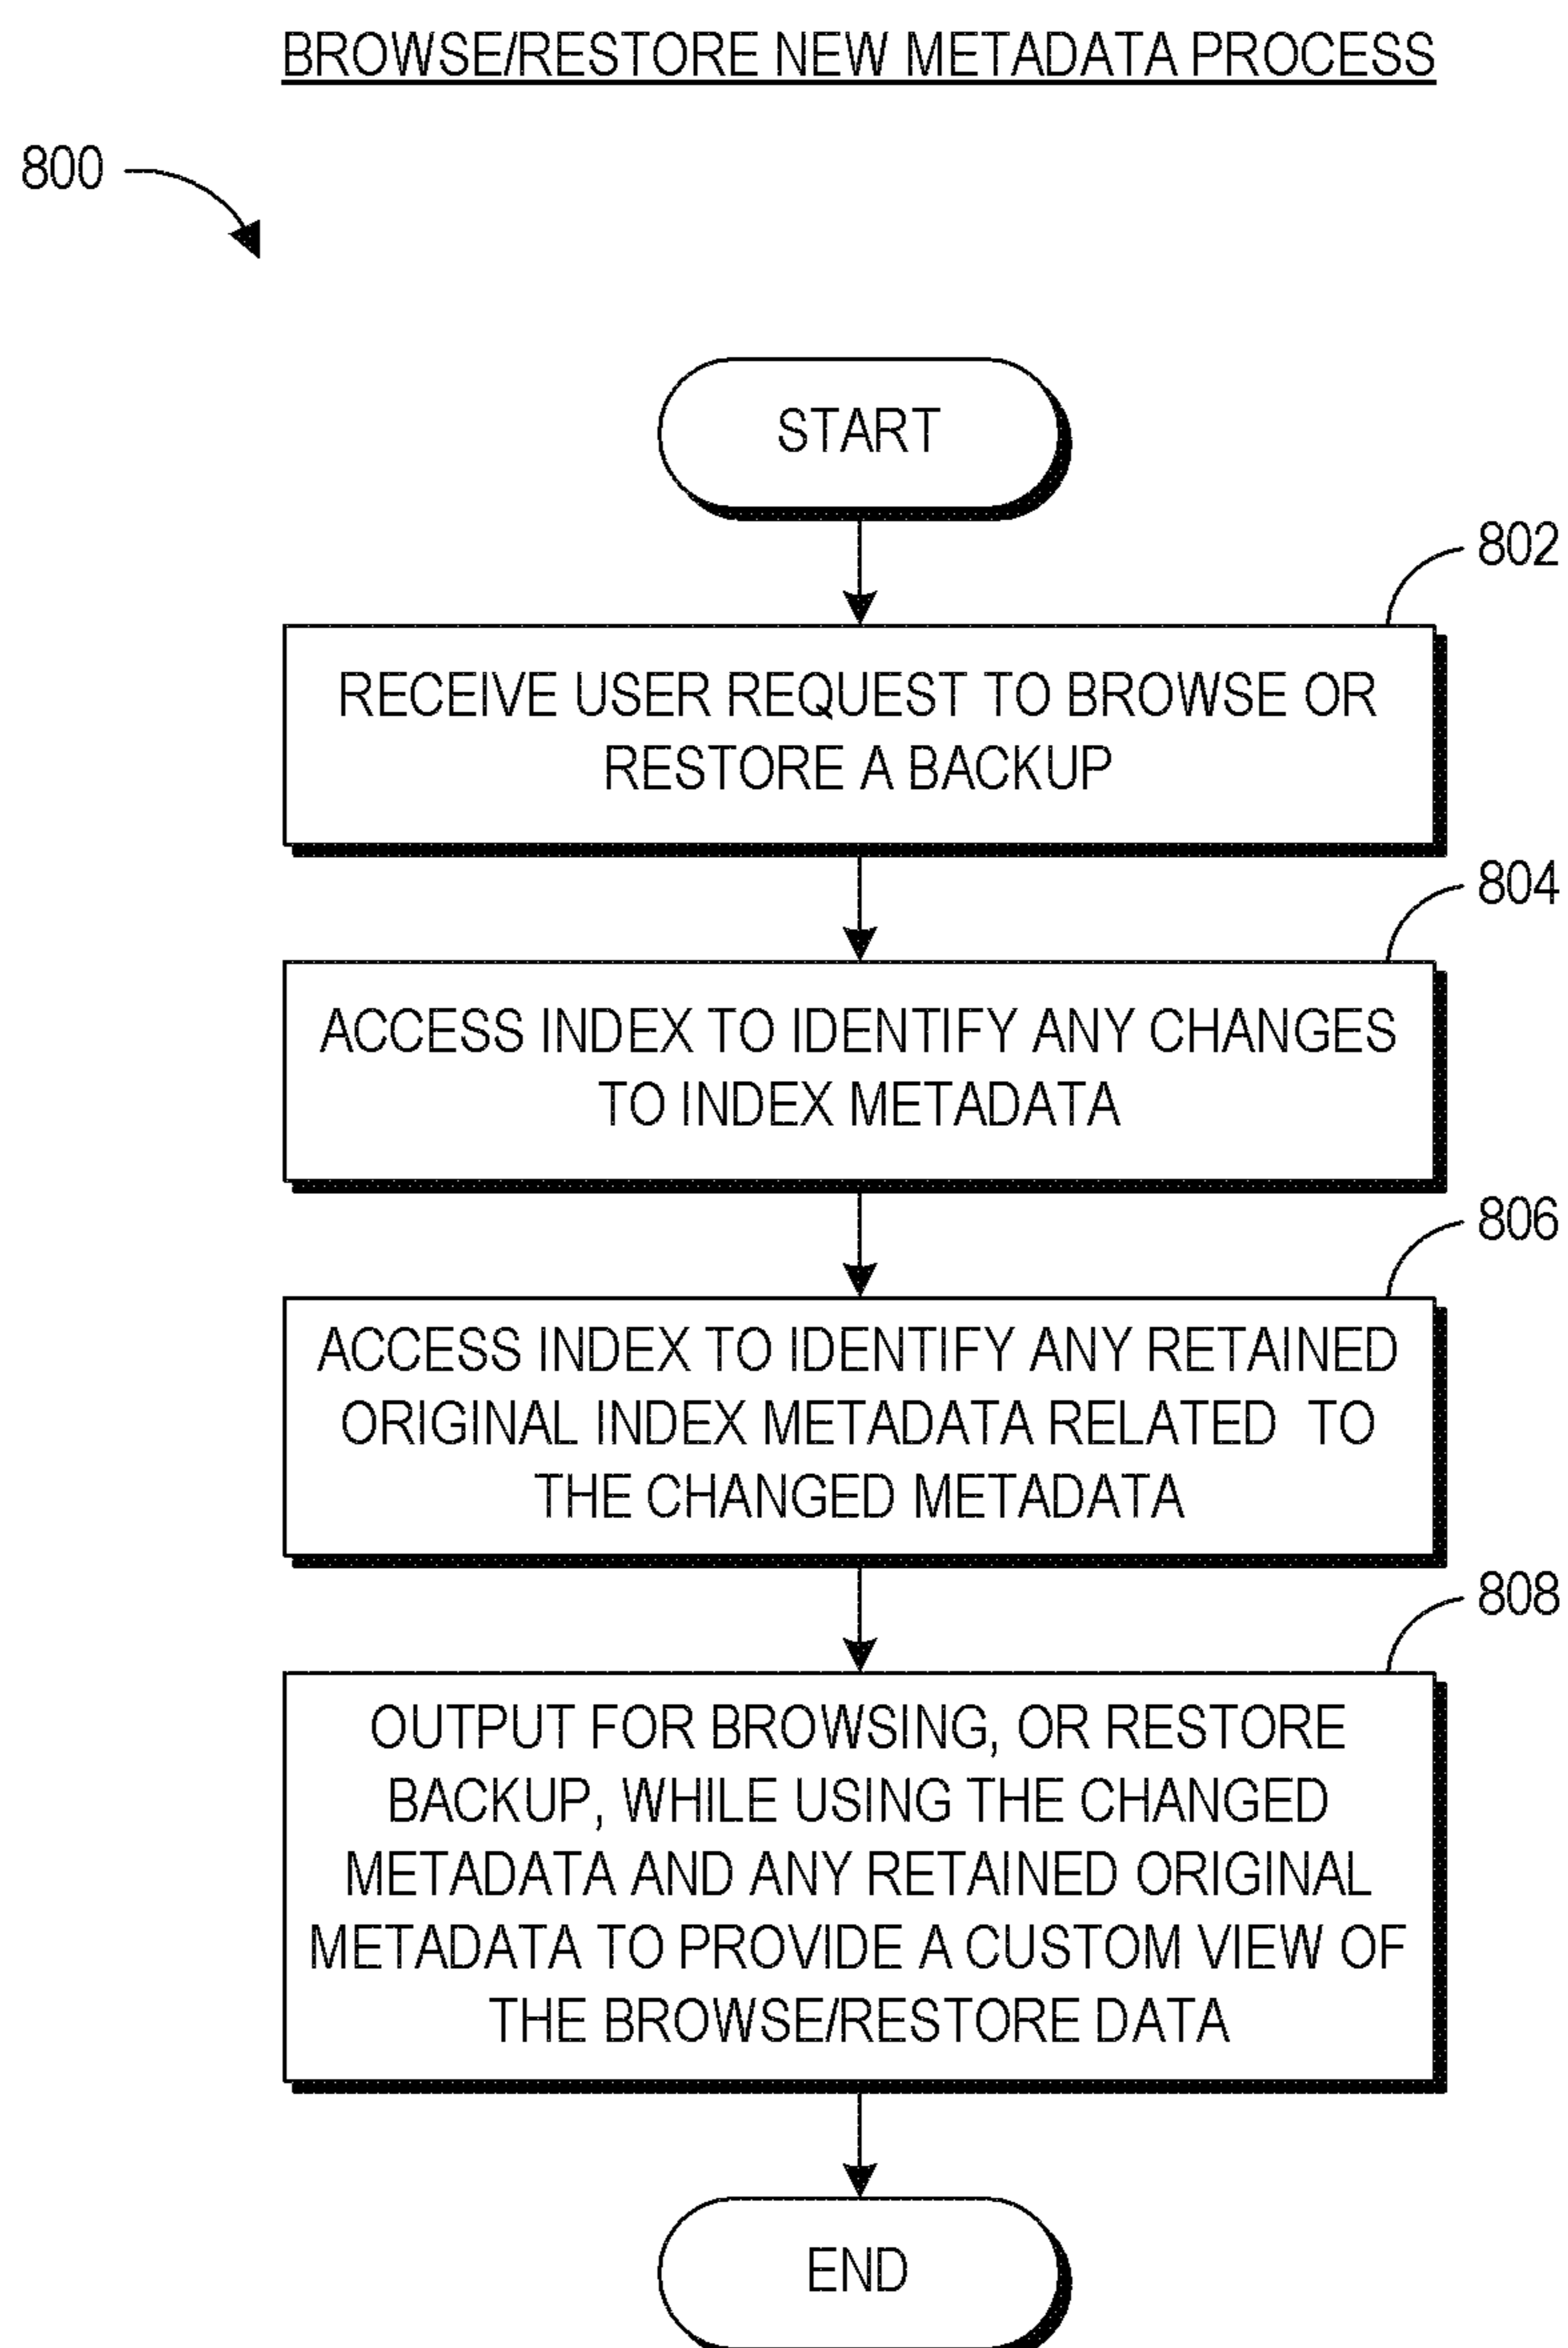 BROWSE/RESTORE NEW METADATA PROCESS
800
START
802
RECEIVE USER REQUEST TO BROWSE OR
RESTORE A BACKUP
804
ACCESS INDEX TO IDENTIFY ANY CHANGES
TO INDEX METADATA
806
ACCESS INDEX TO IDENTIFY ANY RETAINED
ORIGINAL INDEX METADATA RELATED TO
THE CHANGED METADATA
808
OUTPUT FOR BROWSING, OR RESTORE
BACKUP, WHILE USING THE CHANGED
METADATA AND ANY RETAINED ORIGINAL
METADATA TO PROVIDE A CUSTOM VIEW OF
THE BROWSE/RESTORE DATA
END